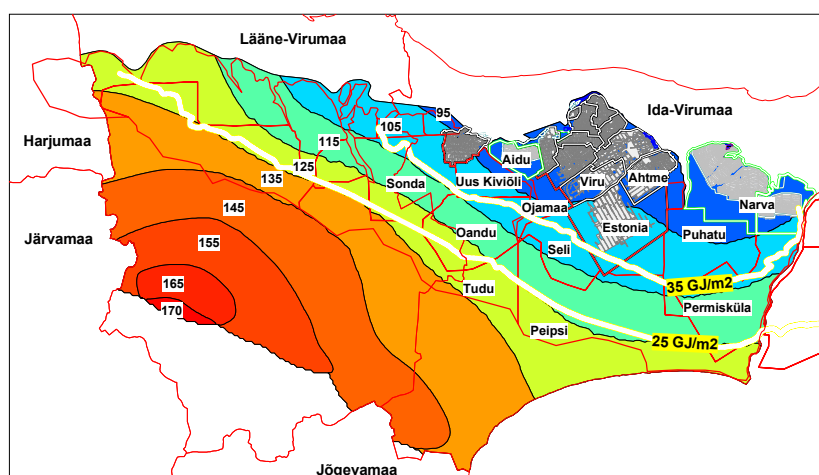 Lääne-Virumaa
95
Ida-Virumaa
105
Harjumaa
115
Aidu
125
Uus Kiviõli
Viru
Ahtme
135
Sonda
145
Ojamaa
Narva
Järvamaa
155
Oandu
Estonia
Puhatu
Seli
165
Tudu
35 GJ/m2
170
Permisküla
Peipsi
25 GJ/m2
Jõgevamaa